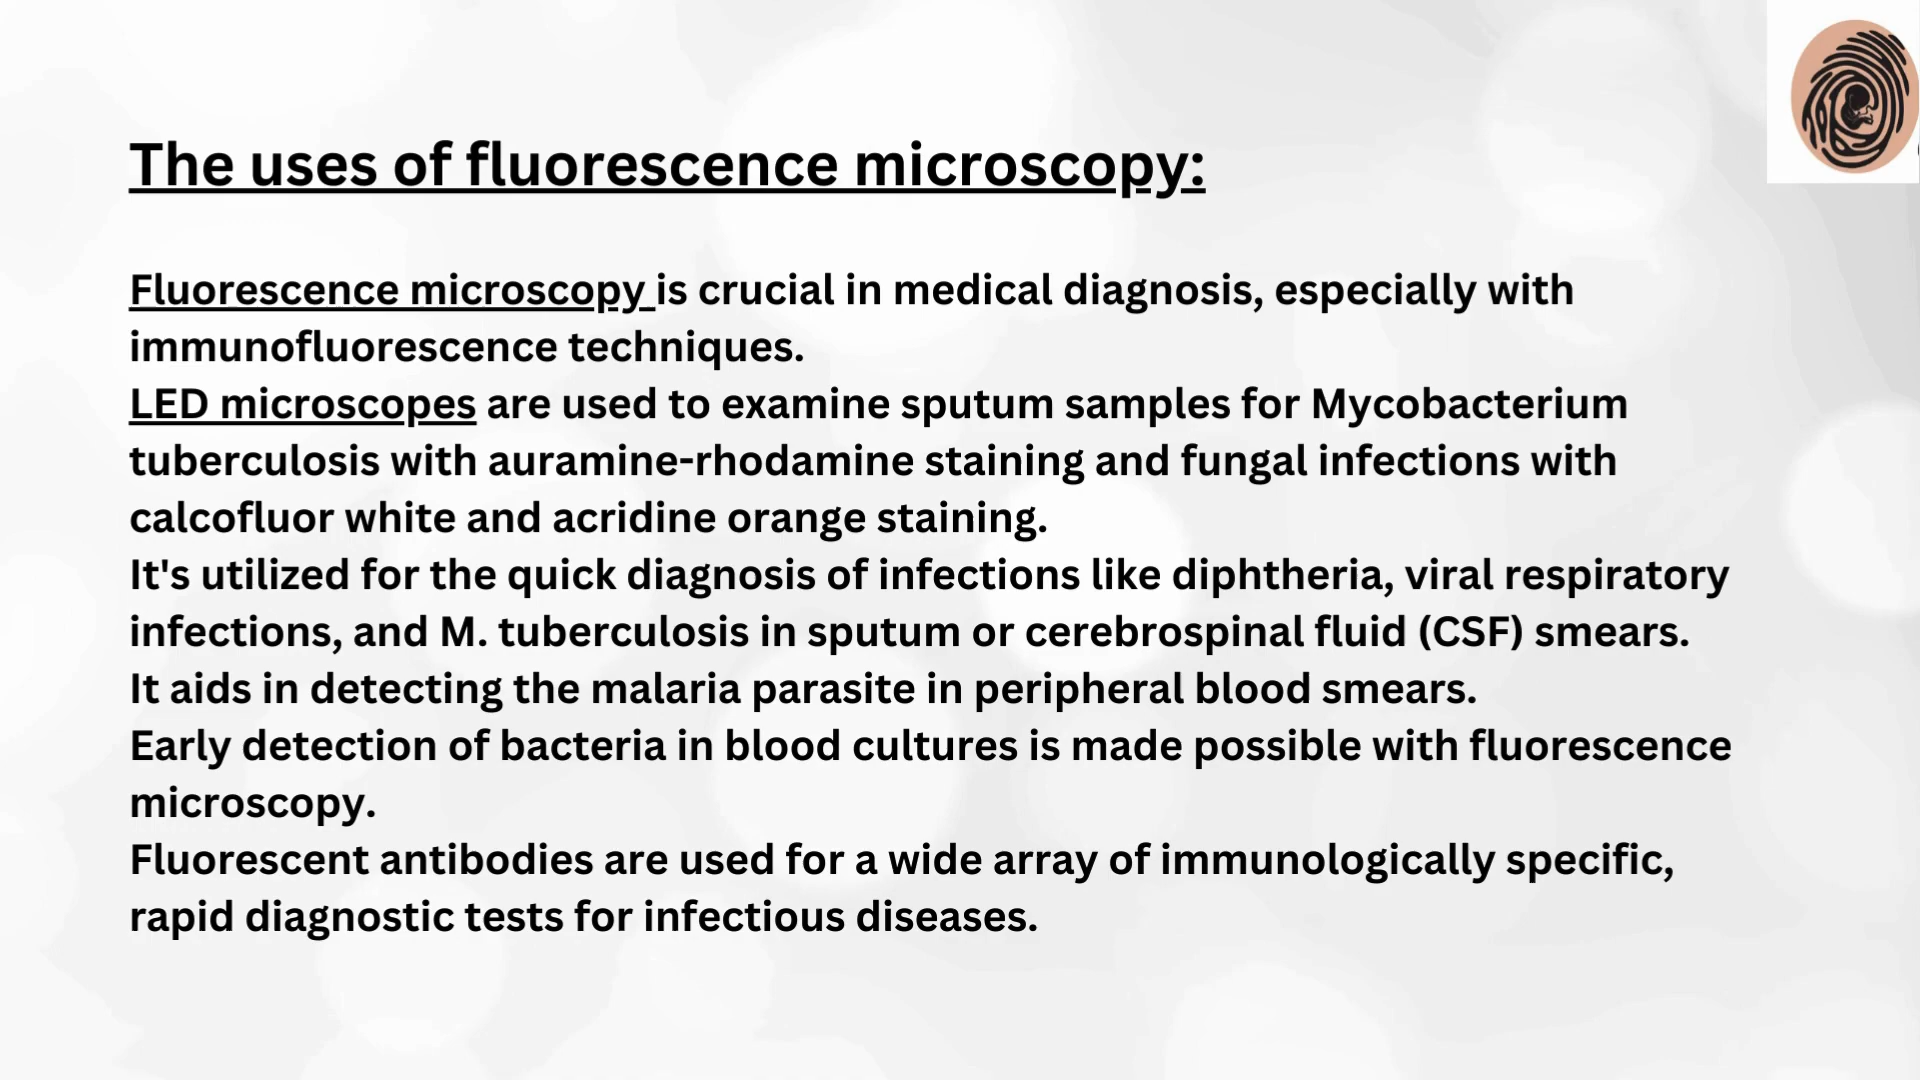 The uses of fluorescence microscopy:
Fluorescence microscopy is crucial in medical diagnosis, especially with
immunofluorescence techniques.
LED microscopes are used to examine sputum samples for Mycobacterium
tuberculosis with auramine-rhodamine staining and fungal infections with
calcofluor white and acridine orange staining.
It's utilized for the quick diagnosis of infections like diphtheria, viral respiratory
infections, and M. tuberculosis in sputum or cerebrospinal fluid (CSF) smears.
It aids in detecting the malaria parasite in peripheral blood smears.
Early detection of bacteria in blood cultures is made possible with fluorescence
microscopy.
Fluorescent antibodies are used for a wide array of immunologically specific,
rapid diagnostic tests for infectious diseases.